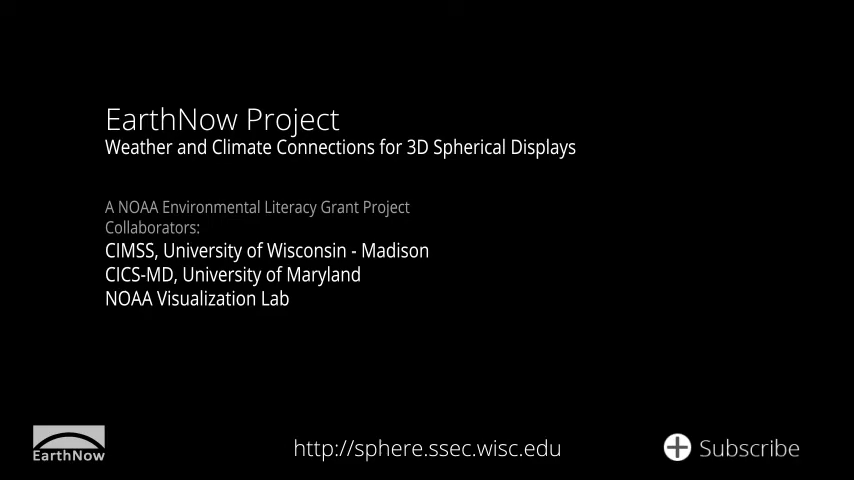 EarthNow Project
Weather and Climate Connections for 3D Spherical Displays
A NOAA Environmental Literacy Grant Project
Collaborators:
CIMSS, University of Wisconsin - Madison
CICS-MD, University of Maryland
NOAA Visualization Lab
EarthNow
http://sphere.ssec.wisc.edu
Subscribe